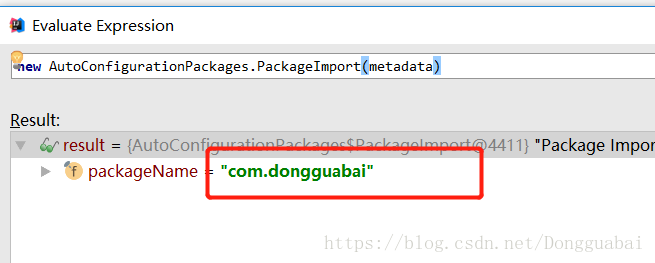 Evaluate Expression
new AutoConfigurationPackages.PackageImport(metadata)
Result:
result = {AutoConfigurationPackages$PackageImport@4411} "Package Impor
f packageName = "com.dongguabai"
https://blog.csdn.net/Dongguabai